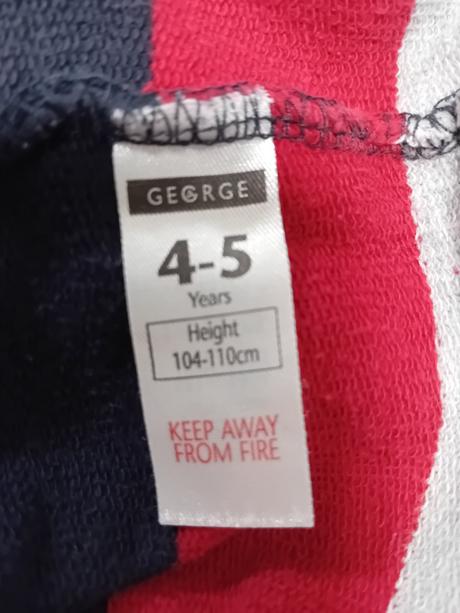 GEORGE
4-5
Years
Height
104-110cm
KEEP AWAY
FROM FIRE